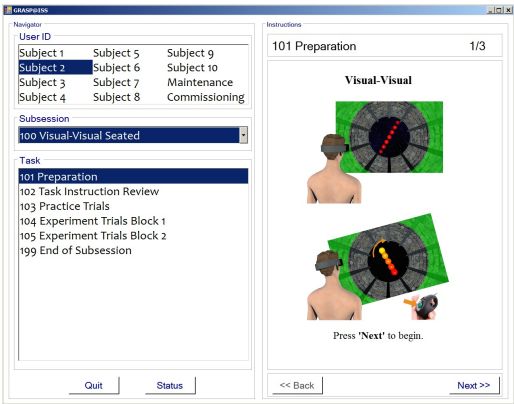 GRASP@ISS
Navigator
User ID
Subject 1 Subject 5 Subject 9
Subject 2 Subject 6 Subject 10
Subject 3 Subject 7 Maintenance
Subject 4 Subject 8 Commissioning
Subsession
100 Visual-Visual Seated
Task
101 Preparation
102 Task Instruction Review
103 Practice Trials
104 Experiment Trials Block 1
105 Experiment Trials Block 2
199 End of Subsession
Quit Status
Instructions
101 Preparation 1/3
Visual-Visual
Press 'Next' to begin.
<< Back Next >>